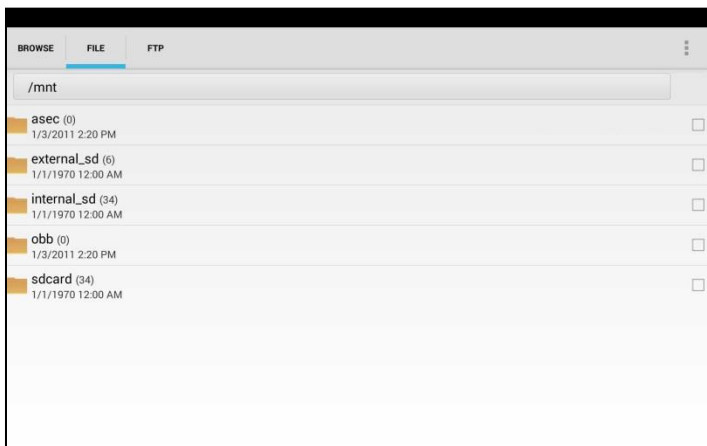 BROWSE FILE FTP
/mnt
asec (0)
1/3/2011 2:20 PM
external_sd (6)
1/1/1970 12:00 AM
internal_sd (34)
1/1/1970 12:00 AM
obb (0)
1/3/2011 2:20 PM
sdcard (34)
1/1/1970 12:00 AM